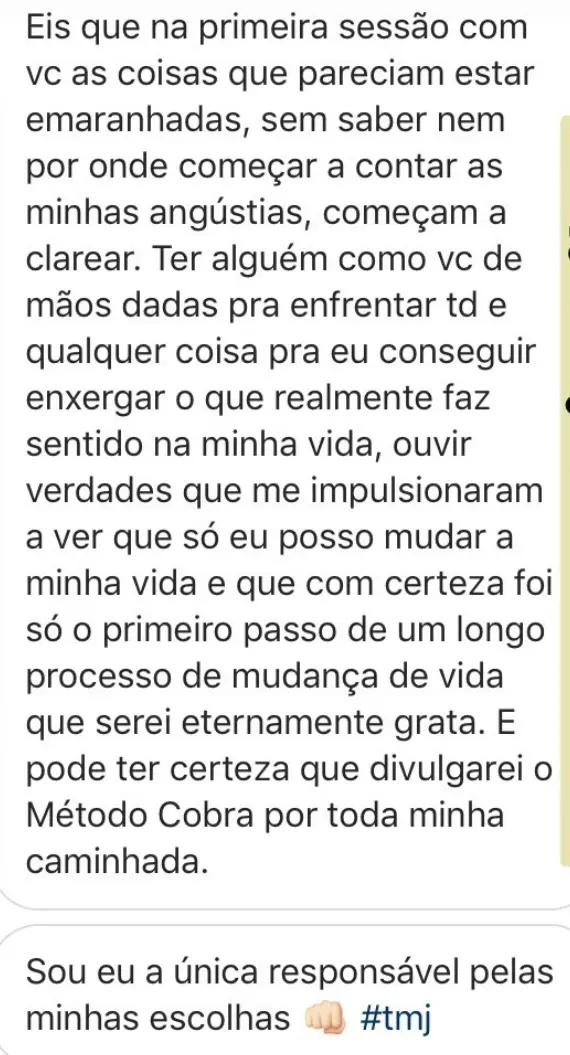 Eis que na primeira sessão com
vc as coisas que pareciam estar
emaranhadas, sem saber nem
por onde começar a contar as
minhas angústias, começam a
clarear. Ter alguém como vc de
mãos dadas pra enfrentar td e
qualquer coisa pra eu conseguir
enxergar o que realmente faz
sentido na minha vida, ouvir
verdades que me impulsionaram
a ver que só eu posso mudar a
minha vida e que com certeza foi
só o primeiro passo de um longo
processo de mudança de vida
que serei eternamente grata. E
pode ter certeza que divulgarei o
Método Cobra por toda minha
caminhada.
Sou eu a única responsável pelas
minhas escolhas 👊🏻 #tmj